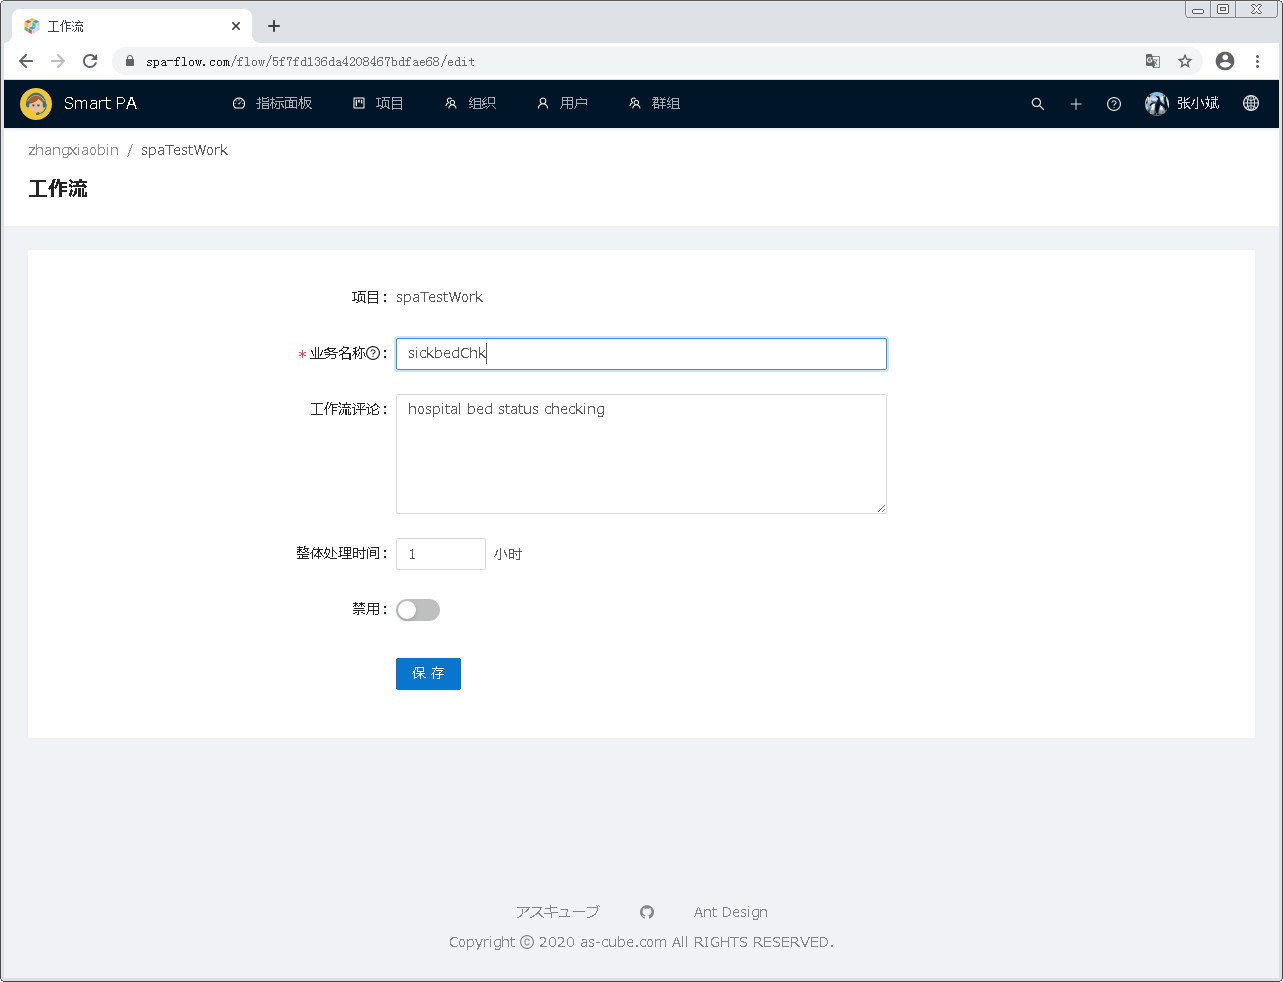 工作流
spa-flow.com/flow/5f7fd136da4208467bdfae68/edit
Smart PA 指标面板 项目 组织 用户 群组 张小斌
zhangxiaobin / spaTestWork
工作流
项目: spaTestWork
* 业务名称?: sickbedChk
工作流评论: hospital bed status checking
整体处理时间: 1 小时
禁用:
保 存
アスキューブ Ant Design
Copyright © 2020 as-cube.com All RIGHTS RESERVED.